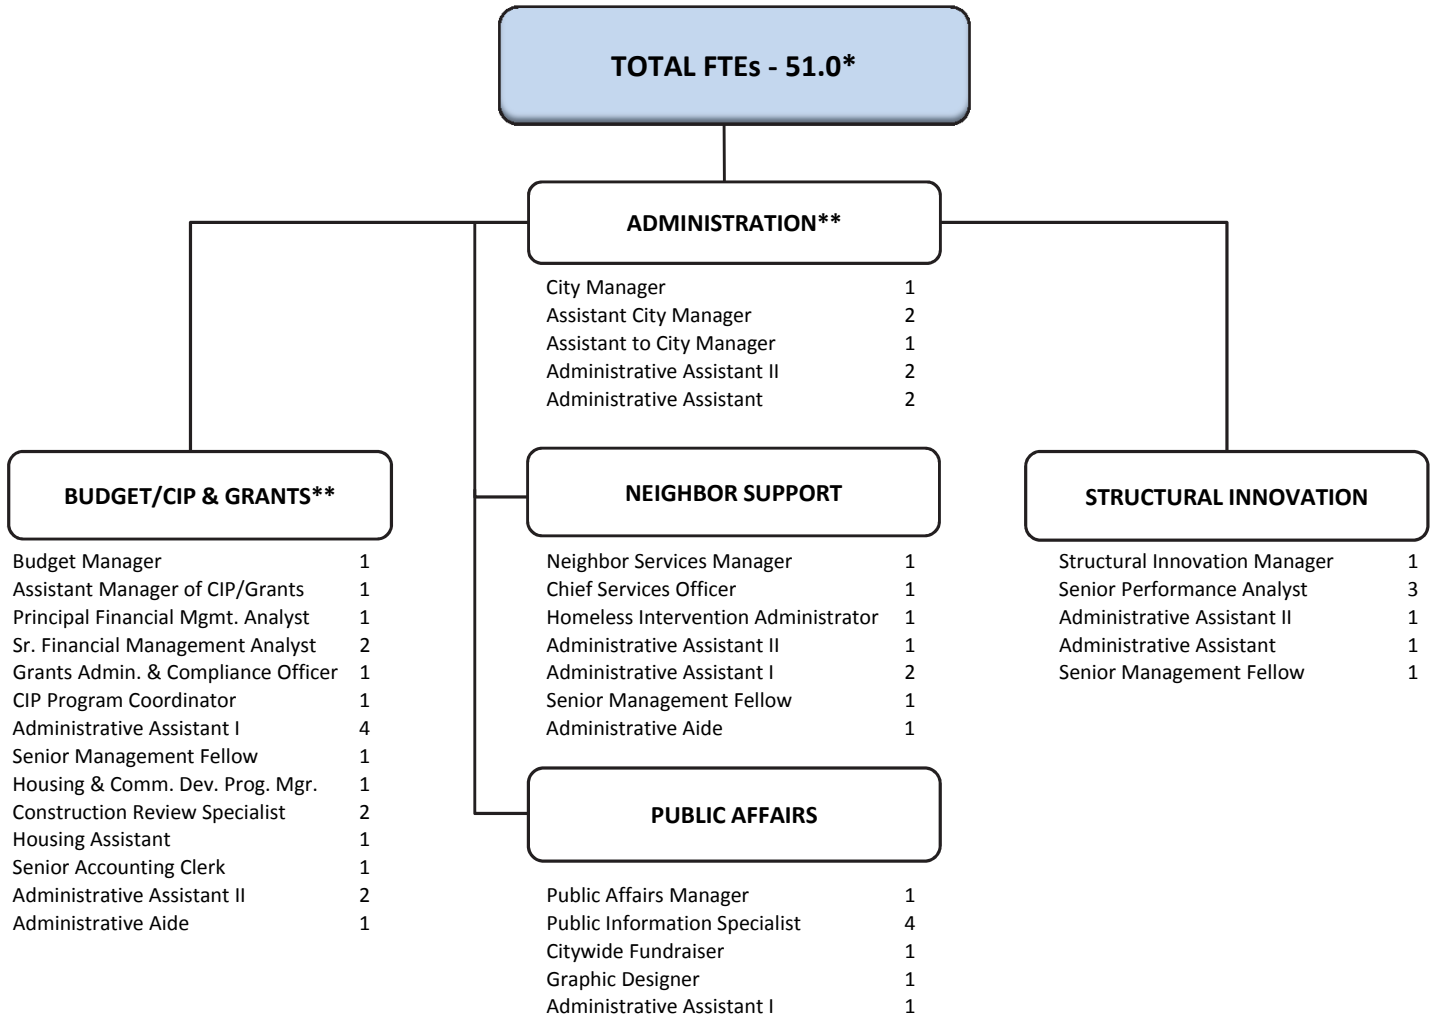 TOTAL FTEs - 51.0*
ADMINISTRATION**
City Manager 1
Assistant City Manager 2
Assistant to City Manager 1
Administrative Assistant II 2
Administrative Assistant 2
BUDGET/CIP & GRANTS**
Budget Manager 1
Assistant Manager of CIP/Grants 1
Principal Financial Mgmt. Analyst 1
Sr. Financial Management Analyst 2
Grants Admin. & Compliance Officer 1
CIP Program Coordinator 1
Administrative Assistant I 4
Senior Management Fellow 1
Housing & Comm. Dev. Prog. Mgr. 1
Construction Review Specialist 2
Housing Assistant 1
Senior Accounting Clerk 1
Administrative Assistant II 2
Administrative Aide 1
NEIGHBOR SUPPORT
Neighbor Services Manager 1
Chief Services Officer 1
Homeless Intervention Administrator 1
Administrative Assistant II 1
Administrative Assistant I 2
Senior Management Fellow 1
Administrative Aide 1
PUBLIC AFFAIRS
Public Affairs Manager 1
Public Information Specialist 4
Citywide Fundraiser 1
Graphic Designer 1
Administrative Assistant I 1
STRUCTURAL INNOVATION
Structural Innovation Manager 1
Senior Performance Analyst 3
Administrative Assistant II 1
Administrative Assistant 1
Senior Management Fellow 1